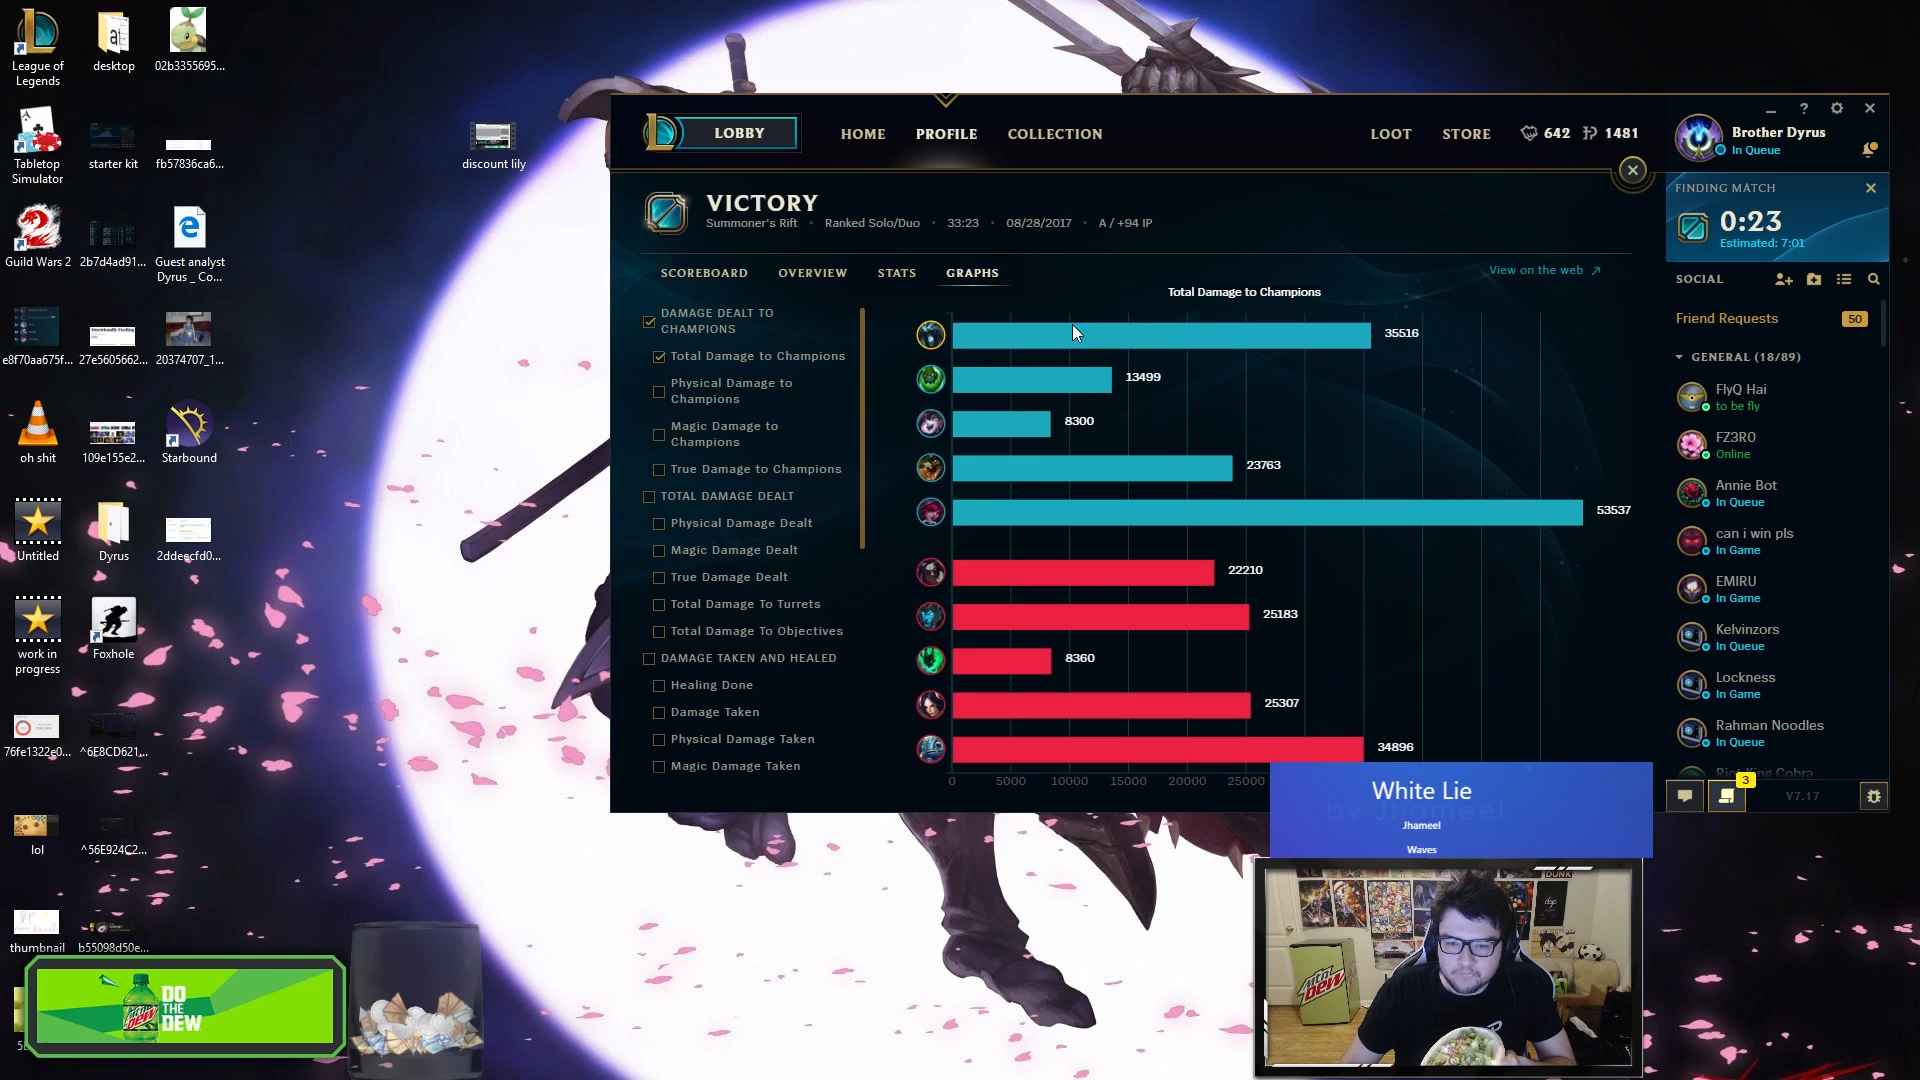 League of
Legends
desktop
02b3355695...
Tabletop
Simulator
starter kit
fb57836ca6...
discount lily
Guild Wars 2
2b7d4ad91...
Guest analyst
Dyrus _ Co...
e8f70aa675f...
27e5605662...
20374707_1...
oh shit
109e155e2...
Starbound
Untitled
Dyrus
2ddeecfd0...
work in
progress
Foxhole
76fe1322e0...
^6E8CD621,...
lol
^56E924C2...
thumbnail
b55098d50e...
DO
THE
DEW
LOBBY
HOME
PROFILE
COLLECTION
LOOT
STORE
642
1481
VICTORY
Summoner's Rift • Ranked Solo/Duo • 33:23 • 08/28/2017 • A / +94 IP
SCOREBOARD
OVERVIEW
STATS
GRAPHS
View on the web
DAMAGE DEALT TO
CHAMPIONS
Total Damage to Champions
Physical Damage to
Champions
Magic Damage to
Champions
True Damage to Champions
TOTAL DAMAGE DEALT
Physical Damage Dealt
Magic Damage Dealt
True Damage Dealt
Total Damage To Turrets
Total Damage To Objectives
DAMAGE TAKEN AND HEALED
Healing Done
Damage Taken
Physical Damage Taken
Magic Damage Taken
Total Damage to Champions
35516
13499
8300
23763
53537
22210
25183
8360
25307
34896
0 5000 10000 15000 20000 25000
Brother Dyrus
In Queue
FINDING MATCH
0:23
Estimated: 7:01
SOCIAL
Friend Requests
50
GENERAL (18/89)
FlyQ Hai
to be fly
FZ3R0
Online
Annie Bot
In Queue
can i win pls
In Game
EMIRU
In Game
Kelvinzors
In Queue
Lockness
In Game
Rahman Noodles
In Queue
Riot King Cobra
3
V7.17
White Lie
by Jhameel
Jhameel
Waves
DUNK
mtn
DEW